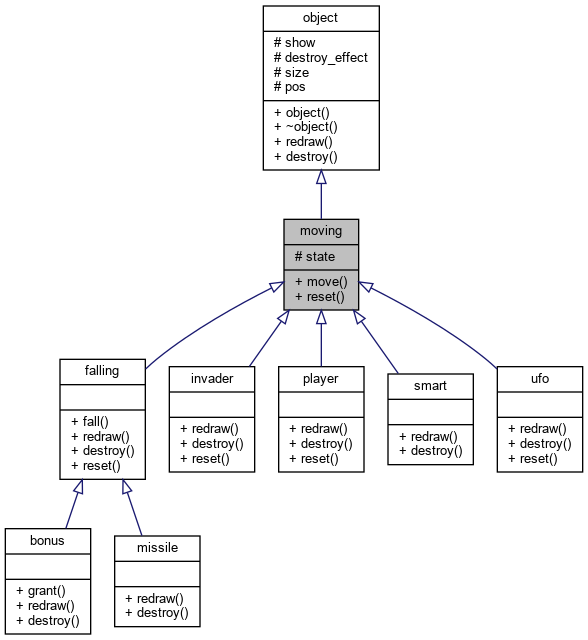 object
# show
# destroy_effect
# size
# pos
+ object()
+ ~object()
+ redraw()
+ destroy()
moving
# state
+ move()
+ reset()
falling
+ fall()
+ redraw()
+ destroy()
+ reset()
invader
+ redraw()
+ destroy()
+ reset()
player
+ redraw()
+ destroy()
+ reset()
smart
+ redraw()
+ destroy()
ufo
+ redraw()
+ destroy()
+ reset()
bonus
+ grant()
+ redraw()
+ destroy()
missile
+ redraw()
+ destroy()